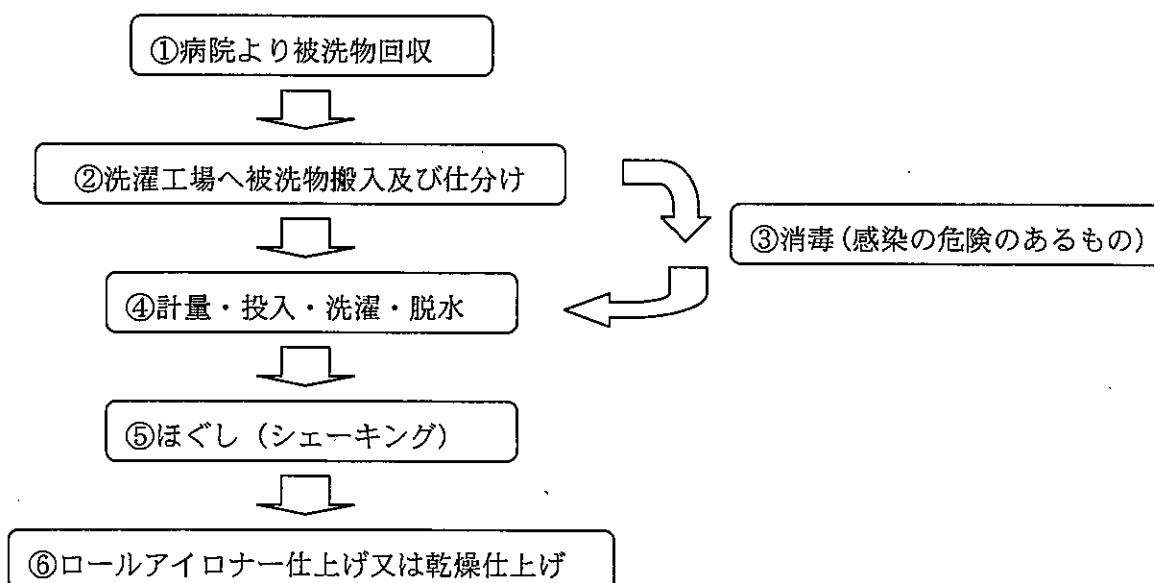 ①病院より被洗物回収
②洗濯工場へ被洗物搬入及び仕分け
③消毒(感染の危険のあるもの)
④計量・投入・洗濯・脱水
⑤ほぐし（シェーキング）
⑥ロールアイロナー仕上げ又は乾燥仕上げ